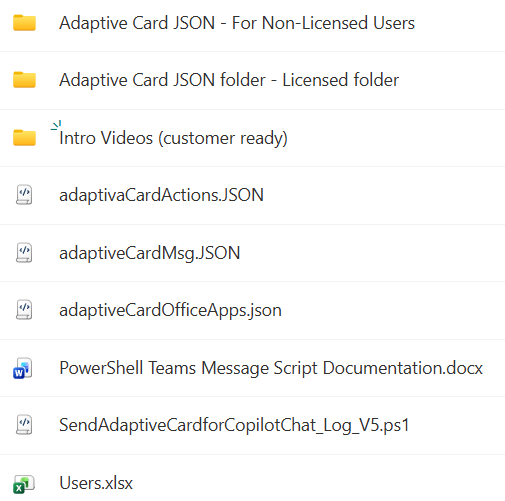 Adaptive Card JSON - For Non-Licensed Users
Adaptive Card JSON folder - Licensed folder
Intro Videos (customer ready)
adaptivaCardActions.JSON
adaptiveCardMsg.JSON
adaptiveCardOfficeApps.json
PowerShell Teams Message Script Documentation.docx
SendAdaptiveCardforCopilotChat_Log_V5.ps1
Users.xlsx